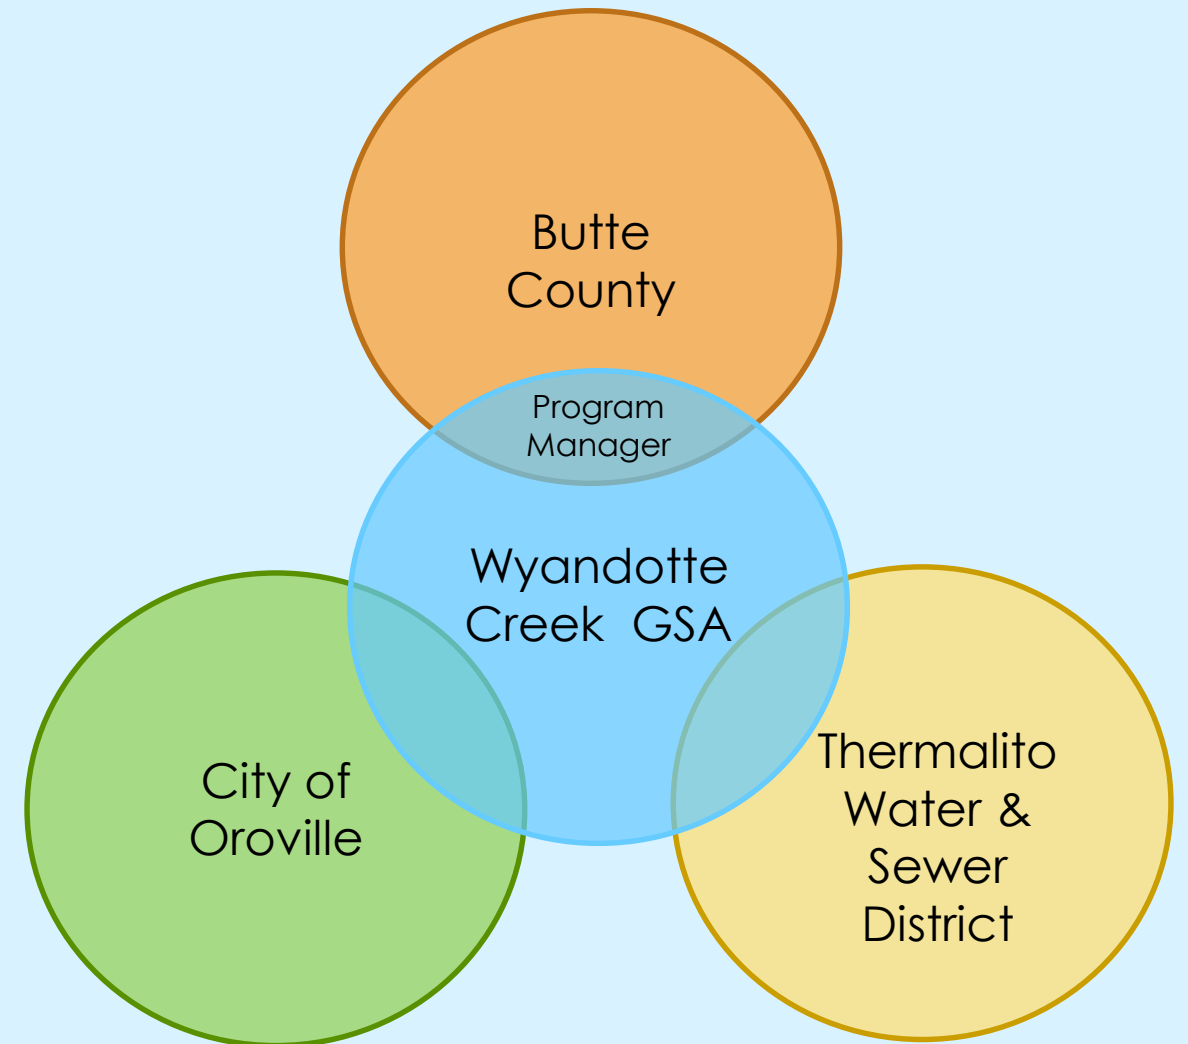 Butte
County
Program
Manager
Wyandotte
Creek GSA
City of
Oroville
Thermalito
Water &
Sewer
District